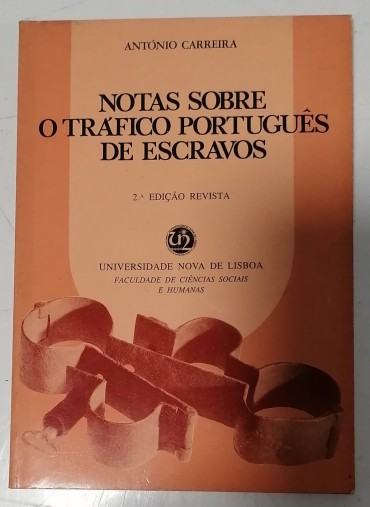 ANTÓNIO CARREIRA
NOTAS SOBRE
O TRÁFICO PORTUGUÊS
DE ESCRAVOS
2.ª EDIÇÃO REVISTA
UNIVERSIDADE NOVA DE LISBOA
FACULDADE DE CIÊNCIAS SOCIAIS
E HUMANAS